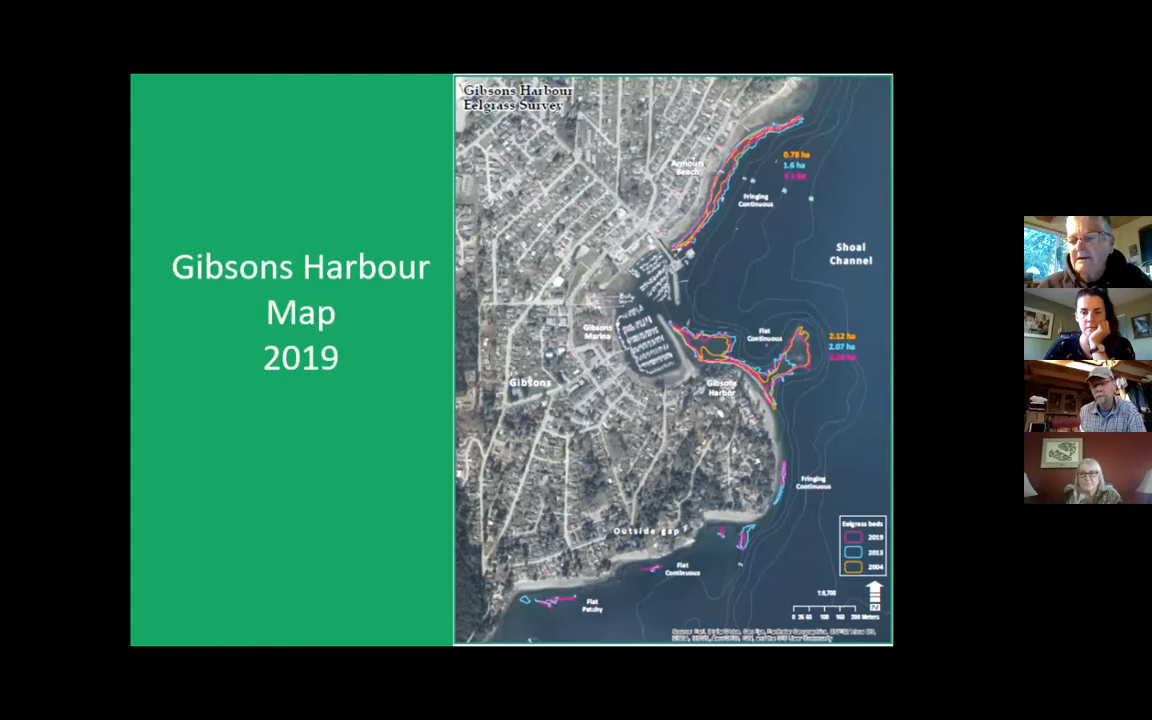 Gibsons Harbour
Map
2019
Gibsons Harbour
Eelgrass Survey
0.78 ha
1.6 ha
Armours
Beach
Fringing
Continuous
Shoal
Channel
Gibsons
Marina
Flat
Continuous
2.12 ha
2.07 ha
Gibsons
Gibsons
Harbor
Fringing
Continuous
Outside gap
Flat
Continuous
Flat
Patchy
Eelgrass beds
2019
2013
2004
N
Meters